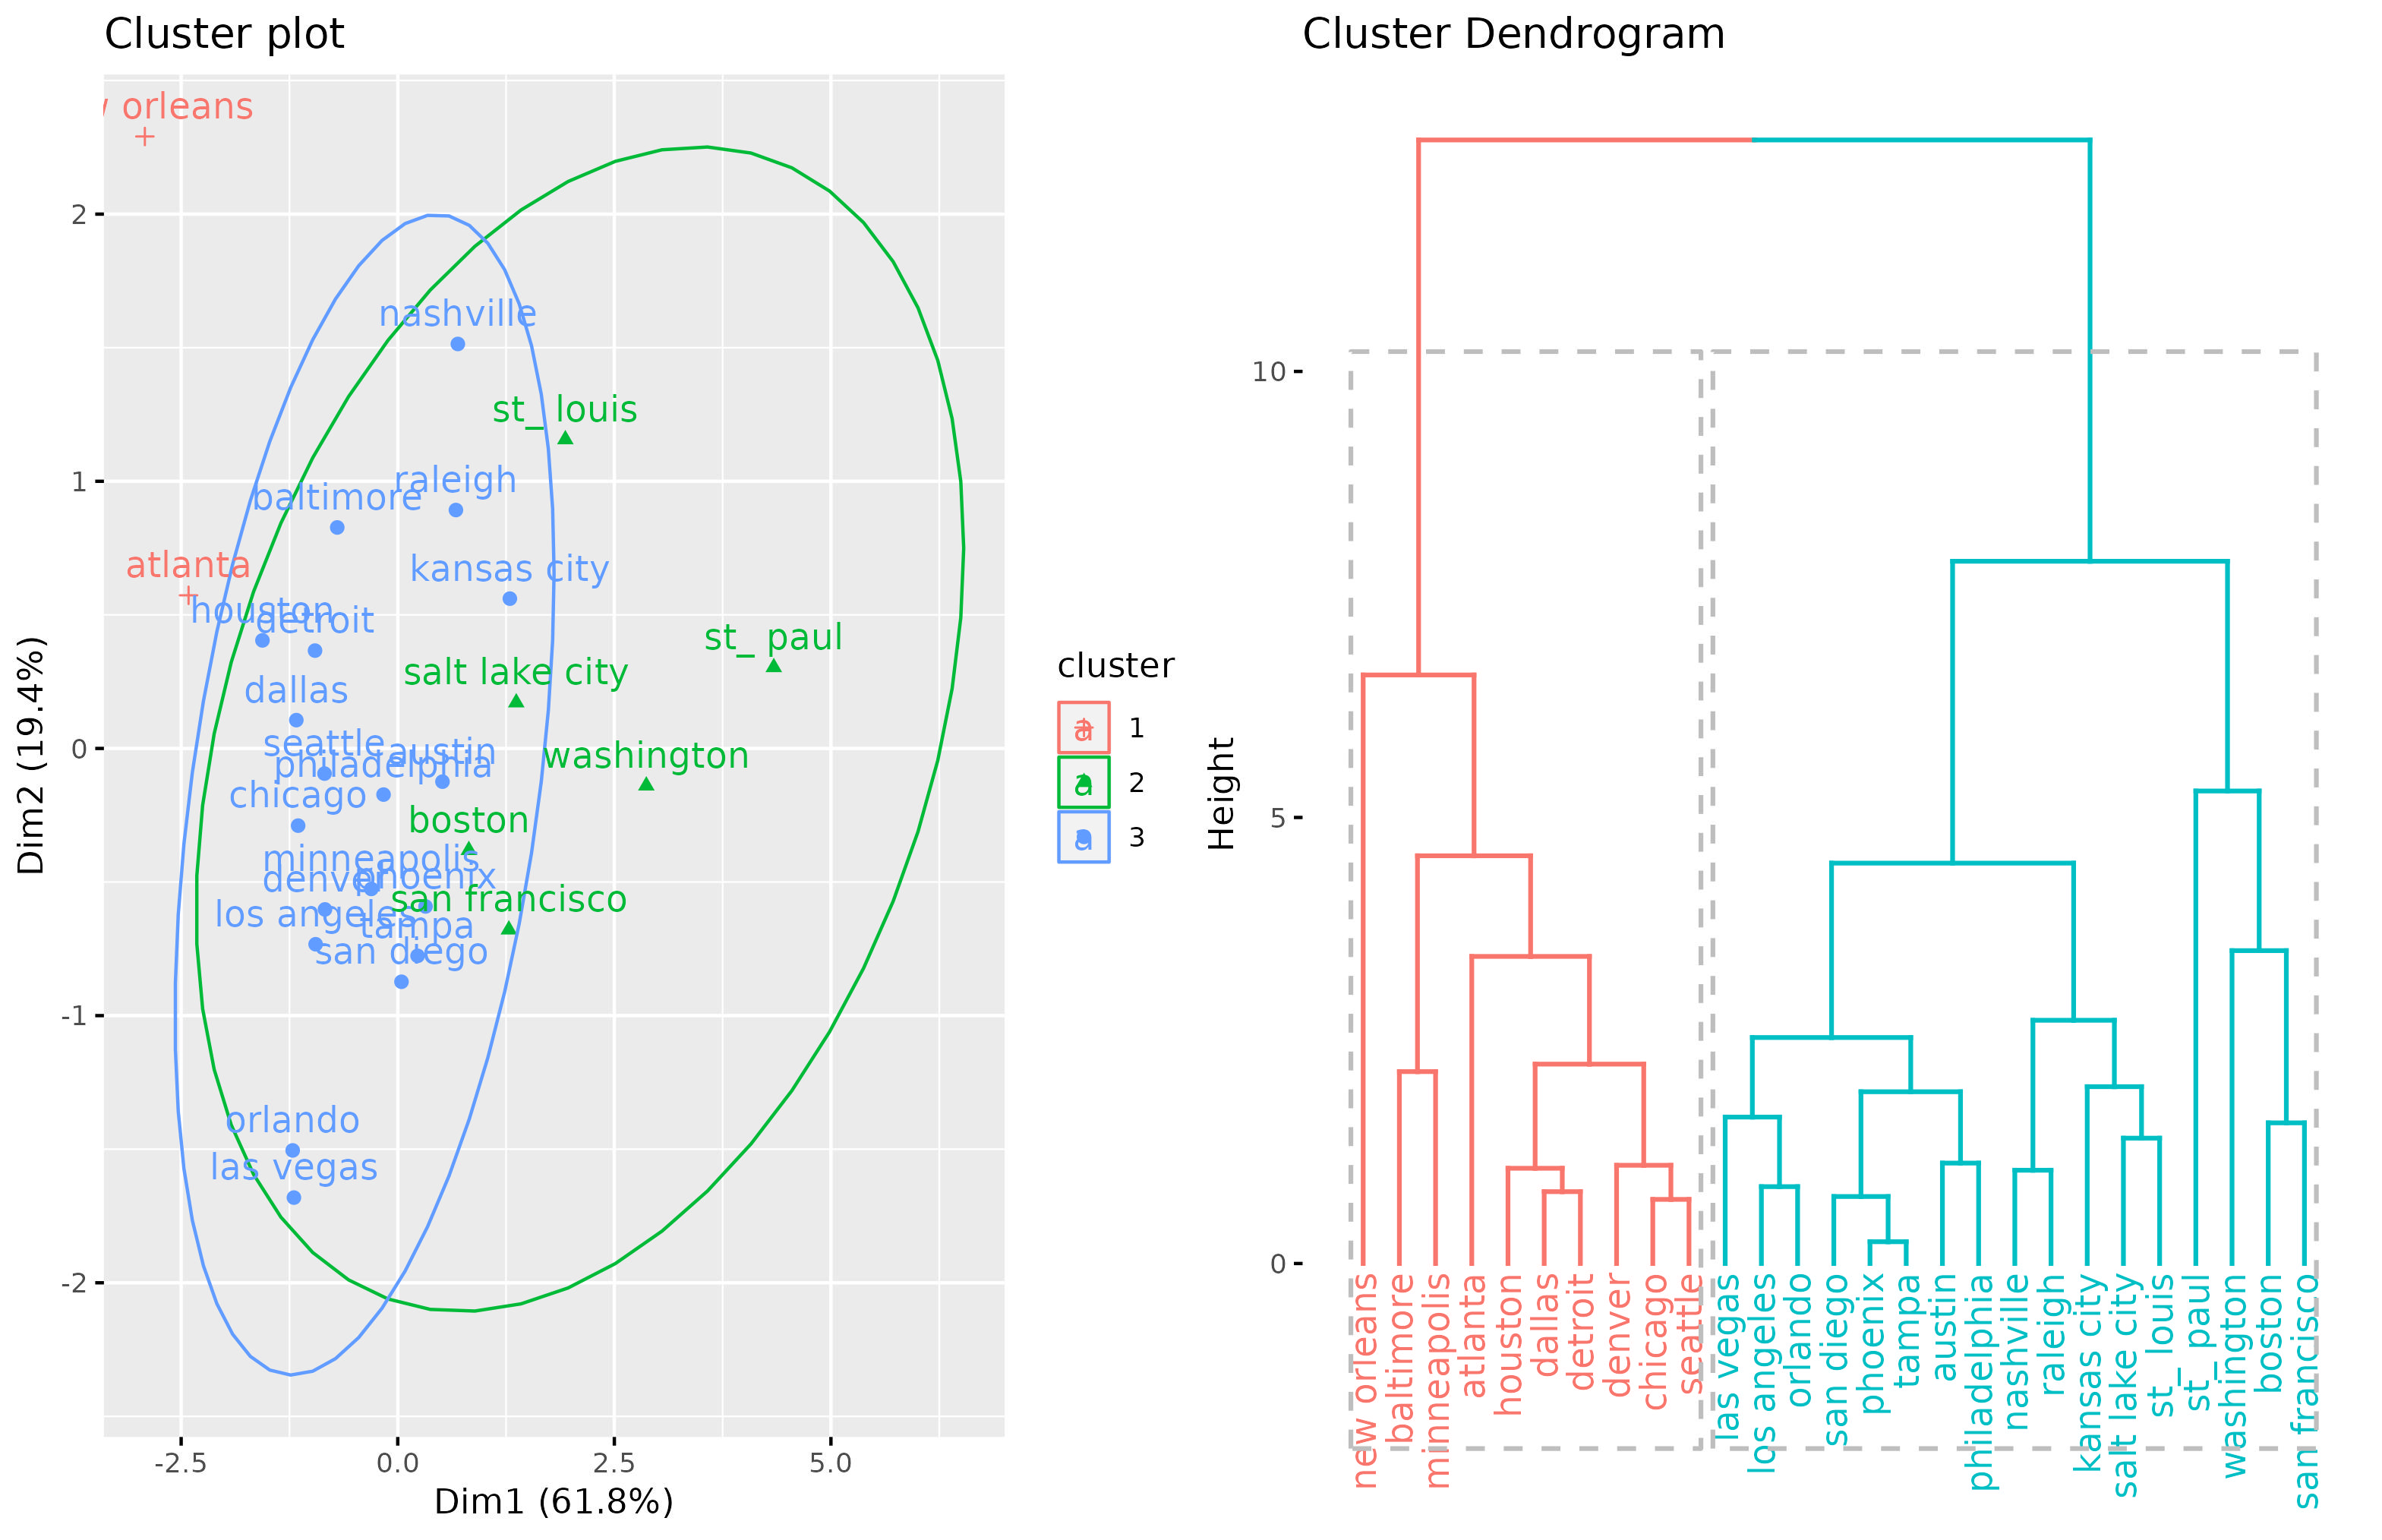 Cluster plot
orleans
nashville
st_ louis
raleigh
baltimore
kansas city
atlanta
houston
detroit
st_ paul
salt lake city
dallas
seattle
austin
washington
philadelphia
chicago
boston
minneapolis
phoenix
denver
san francisco
los angeles
tampa
san diego
orlando
las vegas
2
1
0
-1
-2
-2.5
0.0
2.5
5.0
Dim1 (61.8%)
Dim2 (19.4%)
cluster
a 1
a 2
a 3
Cluster Dendrogram
Height
10
5
0
new orleans
baltimore
minneapolis
atlanta
houston
dallas
detroit
denver
chicago
seattle
las vegas
los angeles
orlando
san diego
phoenix
tampa
austin
philadelphia
nashville
raleigh
kansas city
salt lake city
st_ louis
st_ paul
washington
boston
san francisco